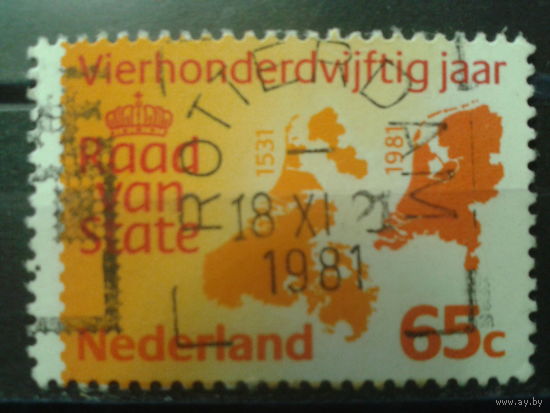 Vierhonderdvijftig jaar
Raad
van
State
1531
1981
ROTTERDAM
18 XI
1981
Nederland
65c
www.ay.by